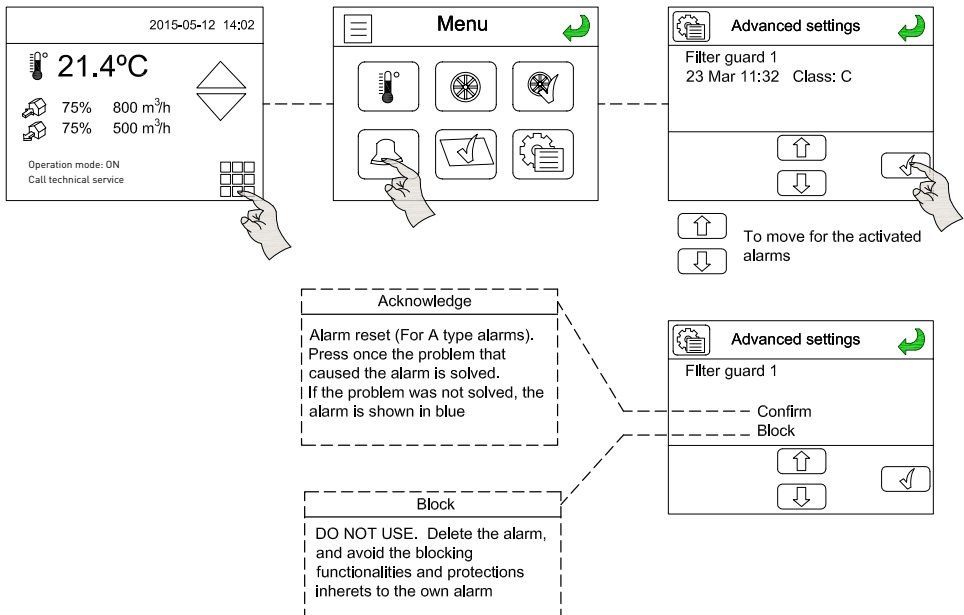 2015-05-12 14:02
21.4ºC
75% 800 m³/h
75% 500 m³/h
Operation mode: ON
Call technical service
Menu
Advanced settings
Filter guard 1
23 Mar 11:32 Class: C
To move for the activated
alarms
Acknowledge
Alarm reset (For A type alarms).
Press once the problem that
caused the alarm is solved.
If the problem was not solved, the
alarm is shown in blue
Advanced settings
Filter guard 1
Confirm
Block
Block
DO NOT USE. Delete the alarm,
and avoid the blocking
functionalities and protections
inherets to the own alarm